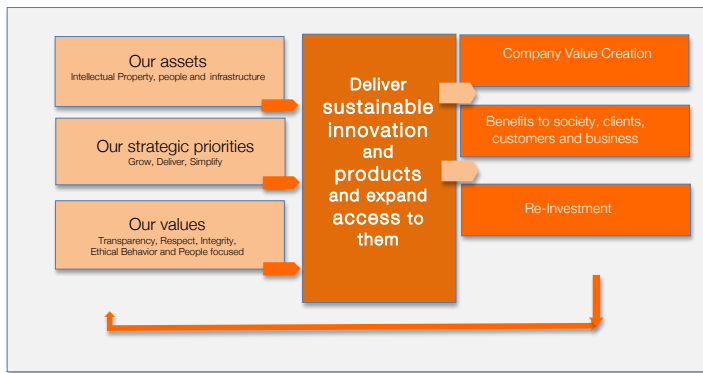 Our assets
Intellectual Property, people and infrastructure
Our strategic priorities
Grow, Deliver, Simplify
Our values
Transparency, Respect, Integrity,
Ethical Behavior and People focused
Deliver
sustainable
innovation
and
products
and expand
access to
them
Company Value Creation
Benefits to society, clients,
customers and business
Re-Investment